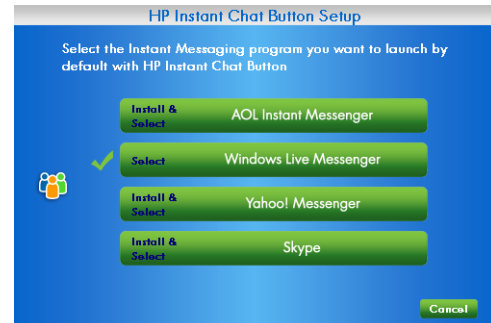 HP Instant Chat Button Setup
Select the Instant Messaging program you want to launch by
default with HP Instant Chat Button
Install &
Select
AOL Instant Messenger
Select
Windows Live Messenger
Install &
Select
Yahoo! Messenger
Install &
Select
Skype
Cancel